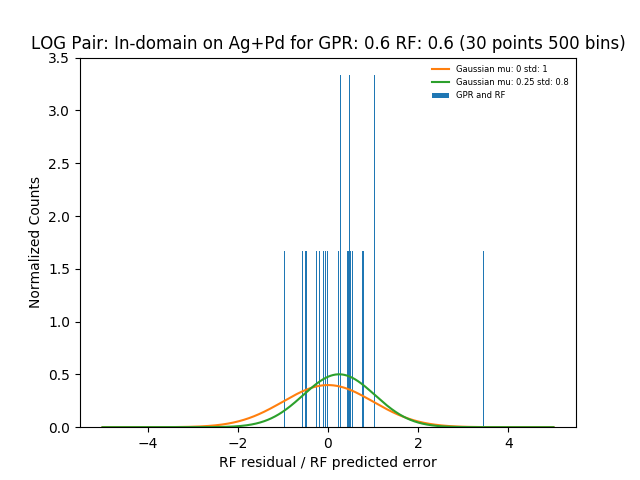 LOG Pair: In-domain on Ag+Pd for GPR: 0.6 RF: 0.6 (30 points 500 bins)
Gaussian mu: 0 std: 1
Gaussian mu: 0.25 std: 0.8
GPR and RF
3.5
3.0
2.5
2.0
1.5
1.0
0.5
0.0
Normalized Counts
−4
−2
0
2
4
RF residual / RF predicted error